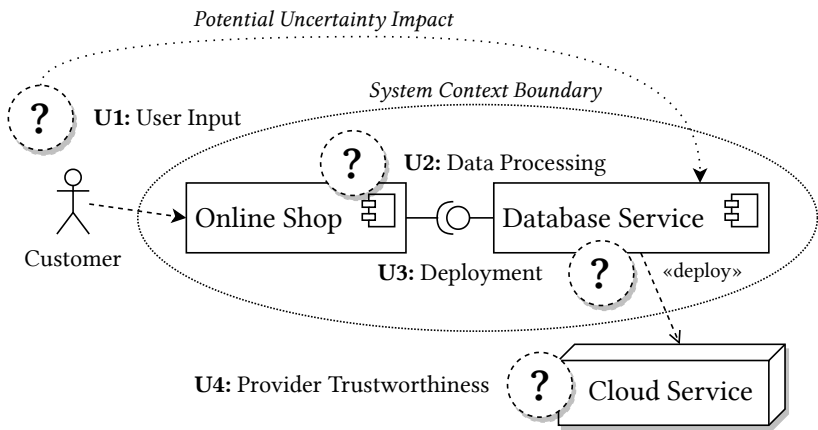 Potential Uncertainty Impact
System Context Boundary
?
U1: User Input
?
U2: Data Processing
Online Shop
Database Service
Customer
U3: Deployment
?
«deploy»
U4: Provider Trustworthiness
?
Cloud Service